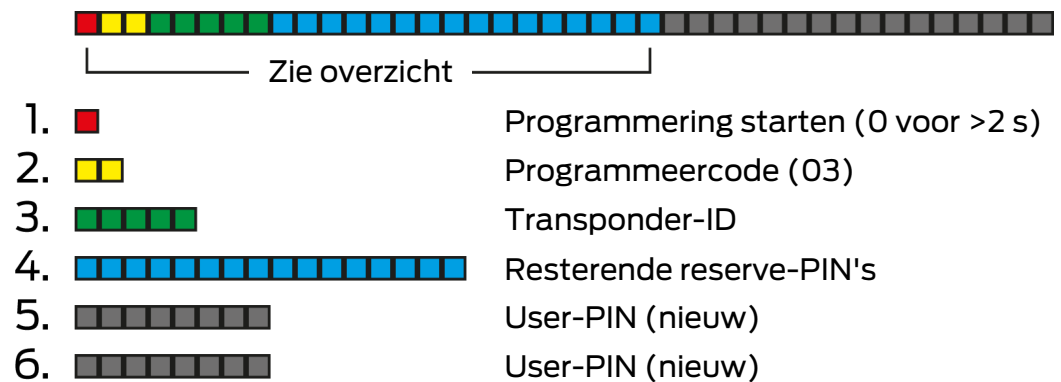 Zie overzicht
1. Programmering starten (0 voor >2 s)
2. Programmeercode (03)
3. Transponder-ID
4. Resterende reserve-PIN's
5. User-PIN (nieuw)
6. User-PIN (nieuw)